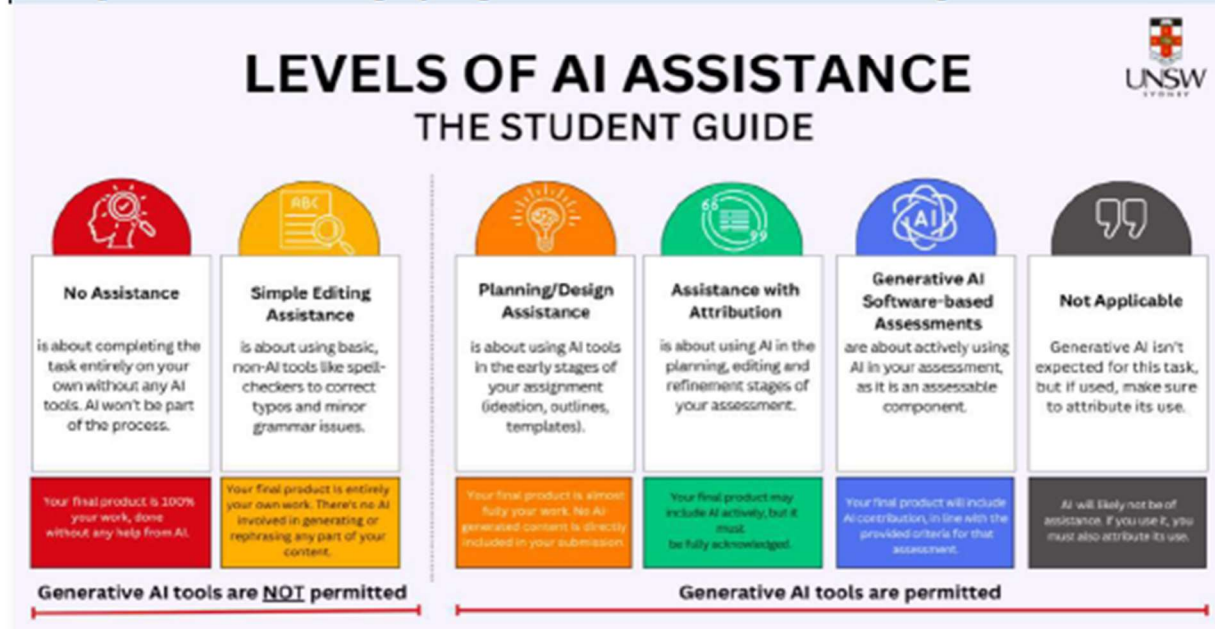 UNSW
SYDNEY
LEVELS OF AI ASSISTANCE
THE STUDENT GUIDE
ABC
No Assistance
is about completing the
task entirely on your
own without any AI
tools. AI won't be part
of the process.
Your final product is 100%
your work, done
without any help from AI.
Simple Editing
Assistance
is about using basic,
non-AI tools like spell-
checkers to correct
typos and minor
grammar issues.
Your final product is entirely
your own work. There's no AI
involved in generating or
rephrasing any part of your
content.
Generative AI tools are NOT permitted
Planning/Design
Assistance
is about using AI tools
in the early stages of
your assignment
(ideation, outlines,
templates).
Your final product is almost
fully your work. No AI-
generated content is directly
included in your submission.
Assistance with
Attribution
is about using AI in the
planning, editing and
refinement stages of
your assessment.
Your final product may
include AI actively, but it
must
be fully acknowledged.
AI
Generative AI
Software-based
Assessments
are about actively using
AI in your assessment,
as it is an assessable
component.
Your final product will include
AI contribution, in line with the
provided criteria for that
assessment.
Not Applicable
Generative AI isn't
expected for this task,
but if used, make sure
to attribute its use.
AI will likely not be of
assistance. If you use it, you
must also attribute its use.
Generative AI tools are permitted